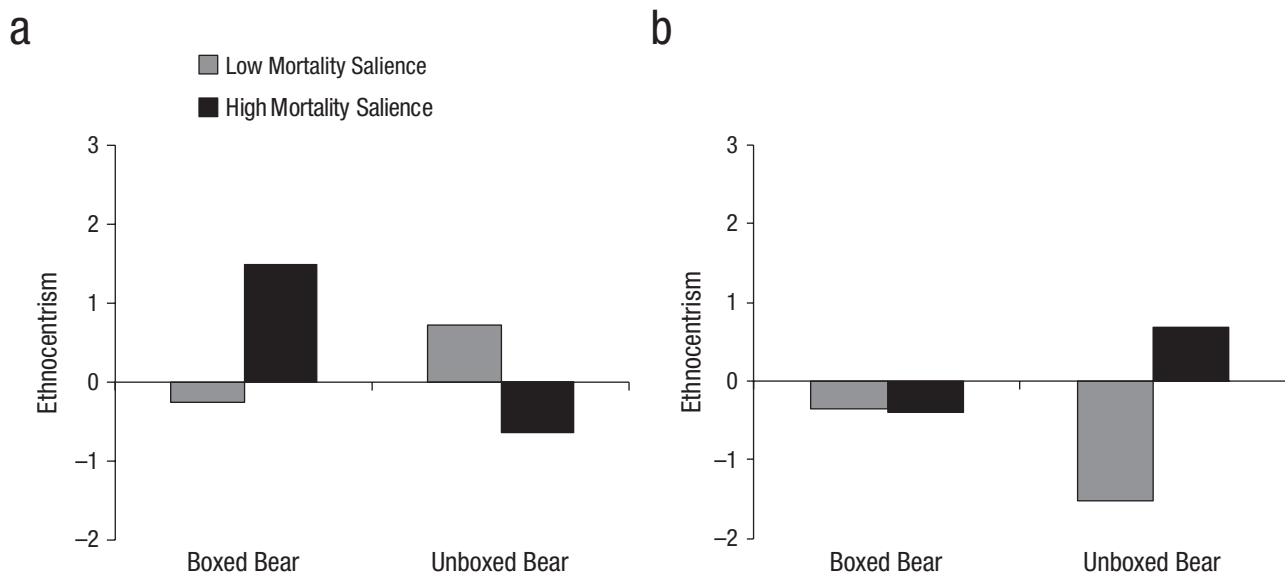 a
Low Mortality Salience
High Mortality Salience
Ethnocentrism
3
2
1
0
–1
–2
Boxed Bear
Unboxed Bear
b
Ethnocentrism
3
2
1
0
–1
–2
Boxed Bear
Unboxed Bear